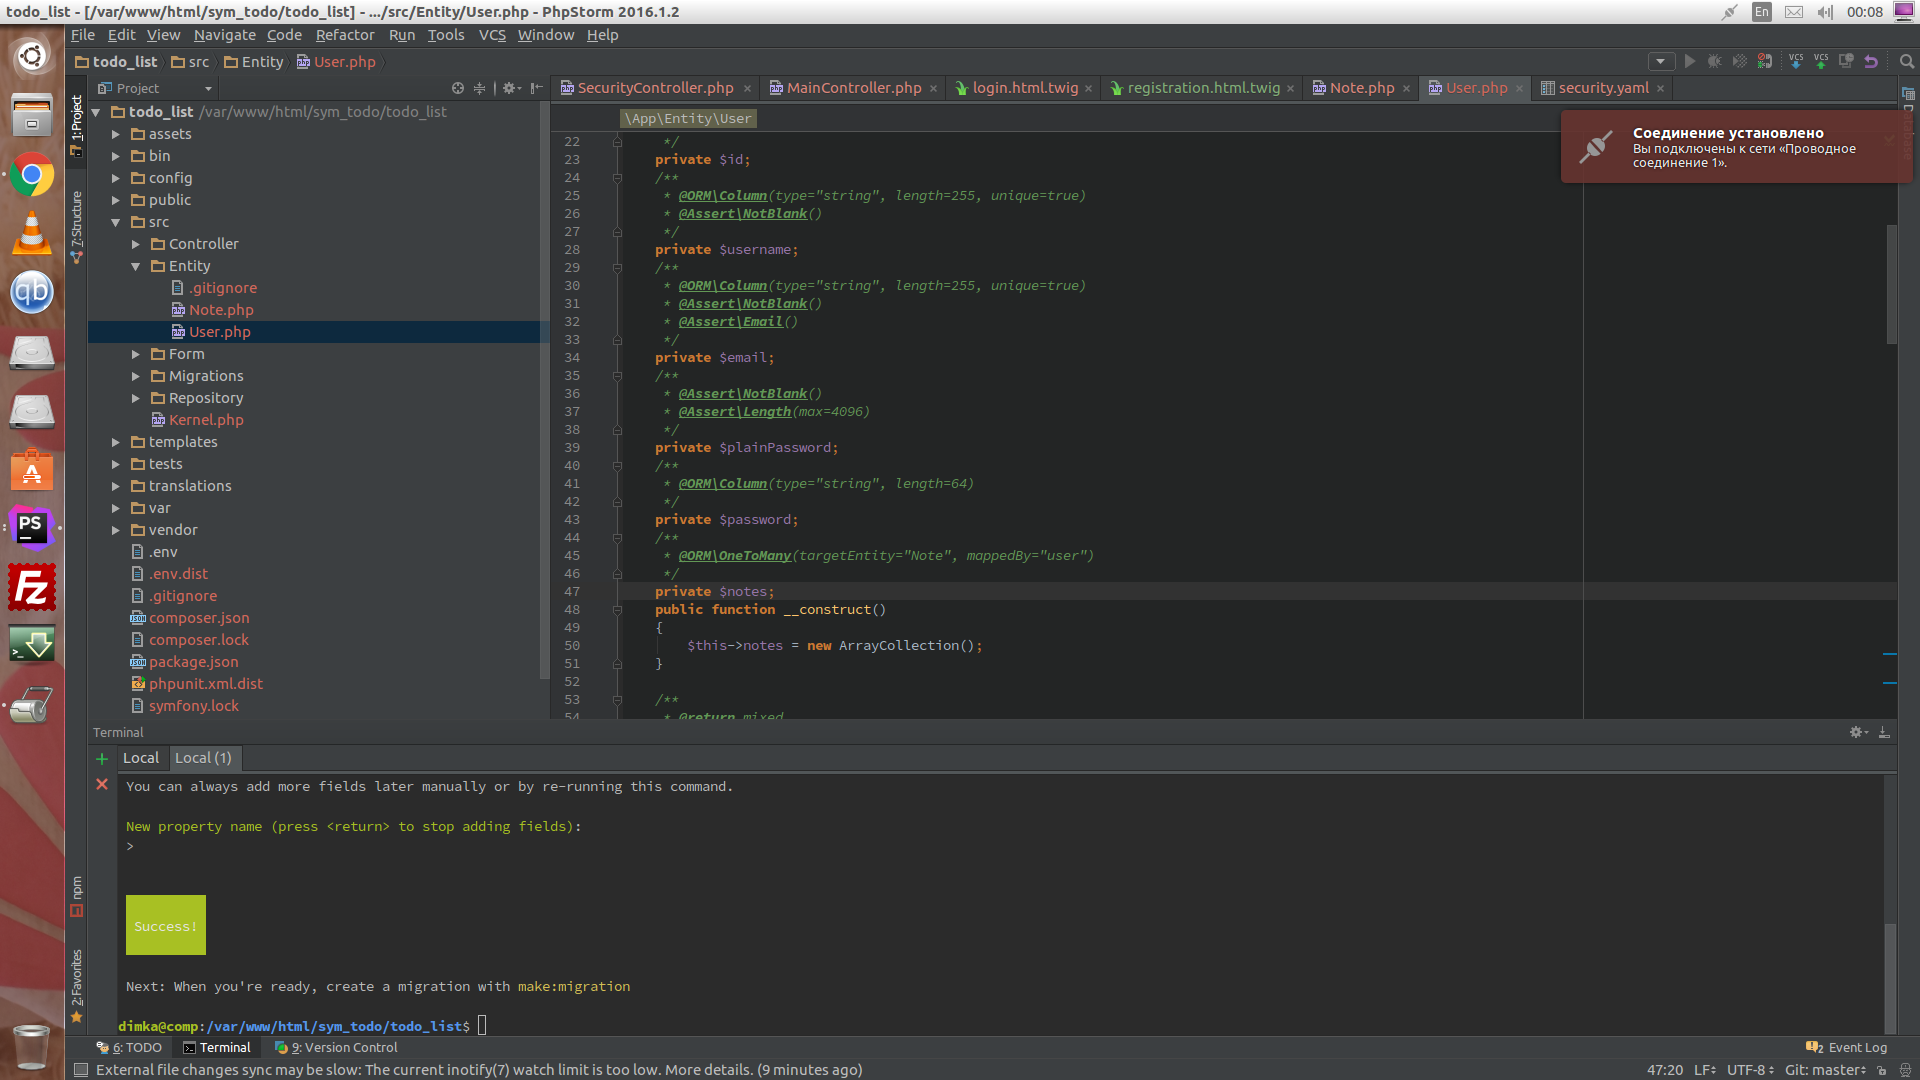 todo_list - [/var/www/html/sym_todo/todo_list] - .../src/Entity/User.php - PhpStorm 2016.1.2
En
00:08
File Edit View Navigate Code Refactor Run Tools VCS Window Help
todo_list src Entity User.php
VCS VCS
Project
SecurityController.php MainController.php login.html.twig registration.html.twig Note.php User.php security.yaml
1: Project
7: Structure
npm
2: Favorites
todo_list /var/www/html/sym_todo/todo_list
assets
bin
config
public
src
Controller
Entity
.gitignore
Note.php
User.php
Form
Migrations
Repository
Kernel.php
templates
tests
translations
var
vendor
.env
.env.dist
.gitignore
composer.json
composer.lock
package.json
phpunit.xml.dist
symfony.lock
\App\Entity\User
Соединение установлено
Вы подключены к сети «Проводное
соединение 1».
22 */
23 private $id;
24 /**
25 * @ORM\Column(type="string", length=255, unique=true)
26 * @Assert\NotBlank()
27 */
28 private $username;
29 /**
30 * @ORM\Column(type="string", length=255, unique=true)
31 * @Assert\NotBlank()
32 * @Assert\Email()
33 */
34 private $email;
35 /**
36 * @Assert\NotBlank()
37 * @Assert\Length(max=4096)
38 */
39 private $plainPassword;
40 /**
41 * @ORM\Column(type="string", length=64)
42 */
43 private $password;
44 /**
45 * @ORM\OneToMany(targetEntity="Note", mappedBy="user")
46 */
47 private $notes;
48 public function __construct()
49 {
50 $this->notes = new ArrayCollection();
51 }
52
53 /**
54 * @return mixed
Terminal
Local Local (1)
You can always add more fields later manually or by re-running this command.
New property name (press <return> to stop adding fields):
>
Success!
Next: When you're ready, create a migration with make:migration
dimka@comp:/var/www/html/sym_todo/todo_list$
6: TODO Terminal 9: Version Control
Event Log
External file changes sync may be slow: The current inotify(7) watch limit is too low. More details. (9 minutes ago)
47:20 LF UTF-8 Git: master